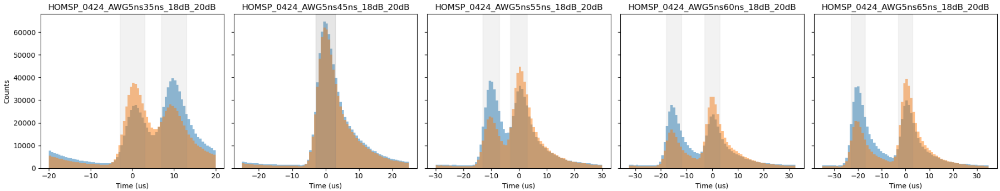 HOMSP_0424_AWG5ns35ns_18dB_20dB
HOMSP_0424_AWG5ns45ns_18dB_20dB
HOMSP_0424_AWG5ns55ns_18dB_20dB
HOMSP_0424_AWG5ns60ns_18dB_20dB
HOMSP_0424_AWG5ns65ns_18dB_20dB
Counts
60000
50000
40000
30000
20000
10000
0
−20 −10 0 10 20
Time (us)
−20 −10 0 10 20
Time (us)
−30 −20 −10 0 10 20 30
Time (us)
−30 −20 −10 0 10 20 30
Time (us)
−30 −20 −10 0 10 20 30
Time (us)